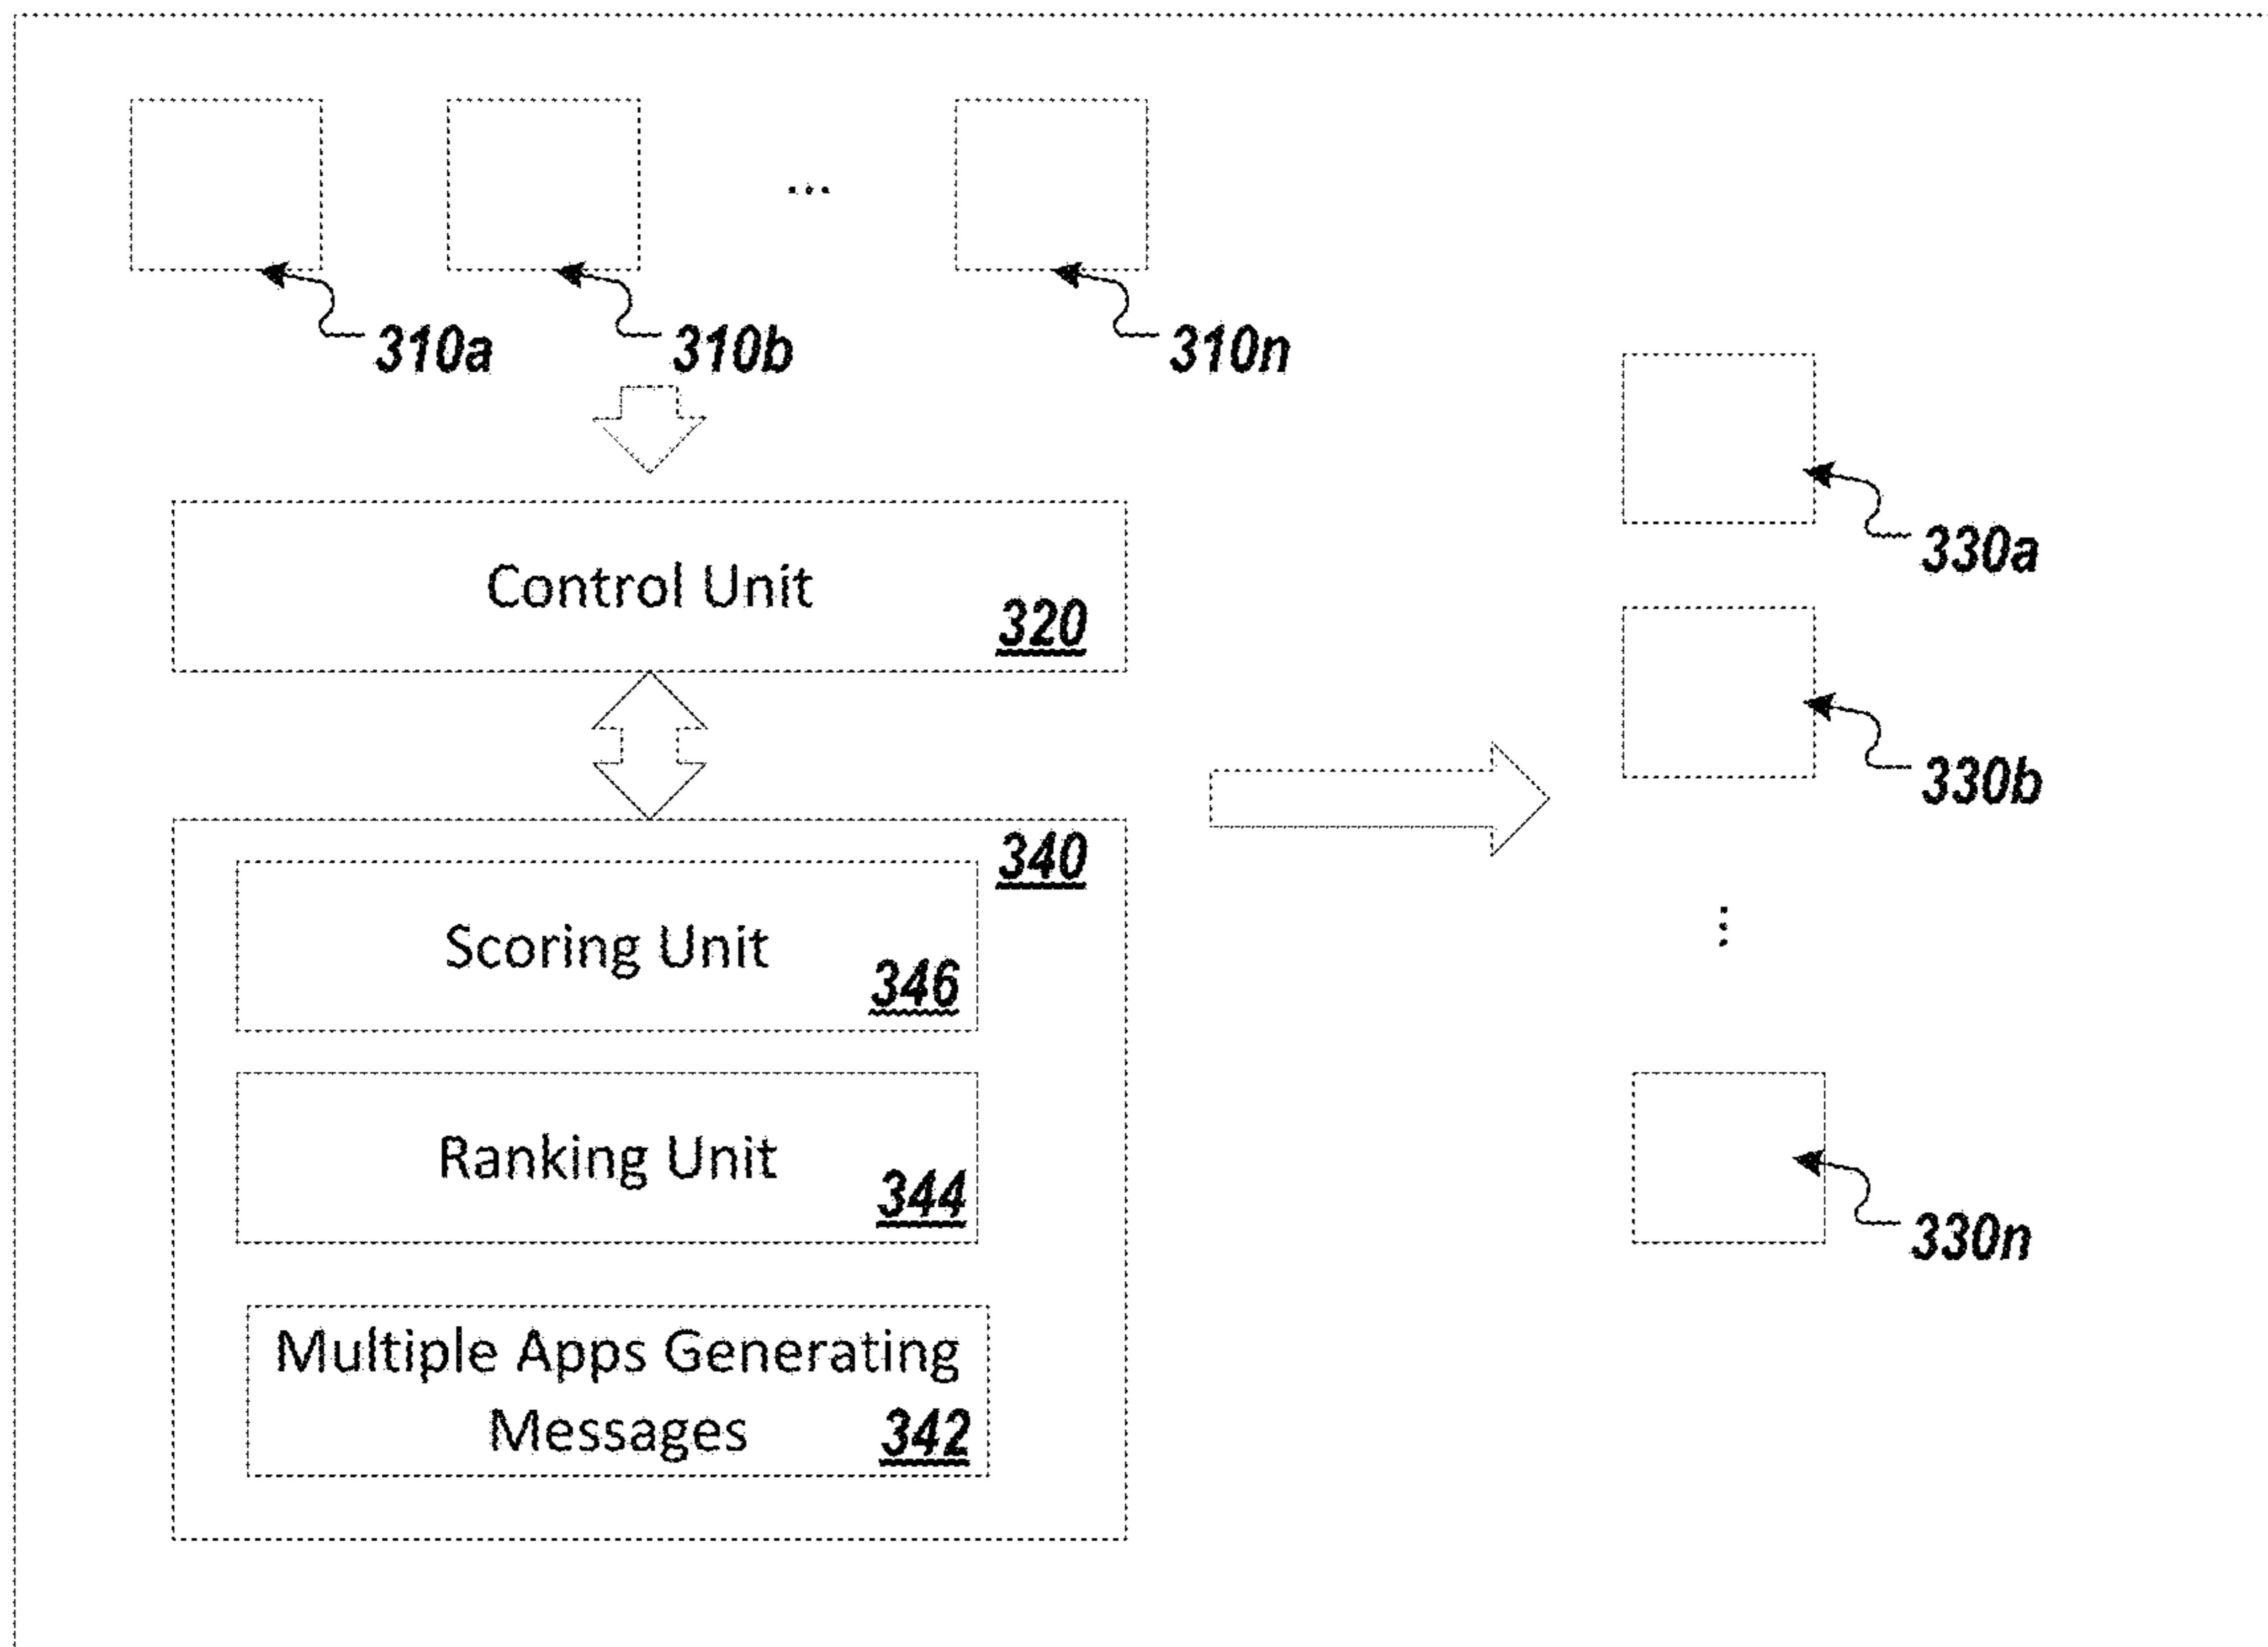 ...
310a
310b
310n
Control Unit
320
330a
330b
340
Scoring Unit
346
Ranking Unit
344
330n
Multiple Apps Generating
Messages 342